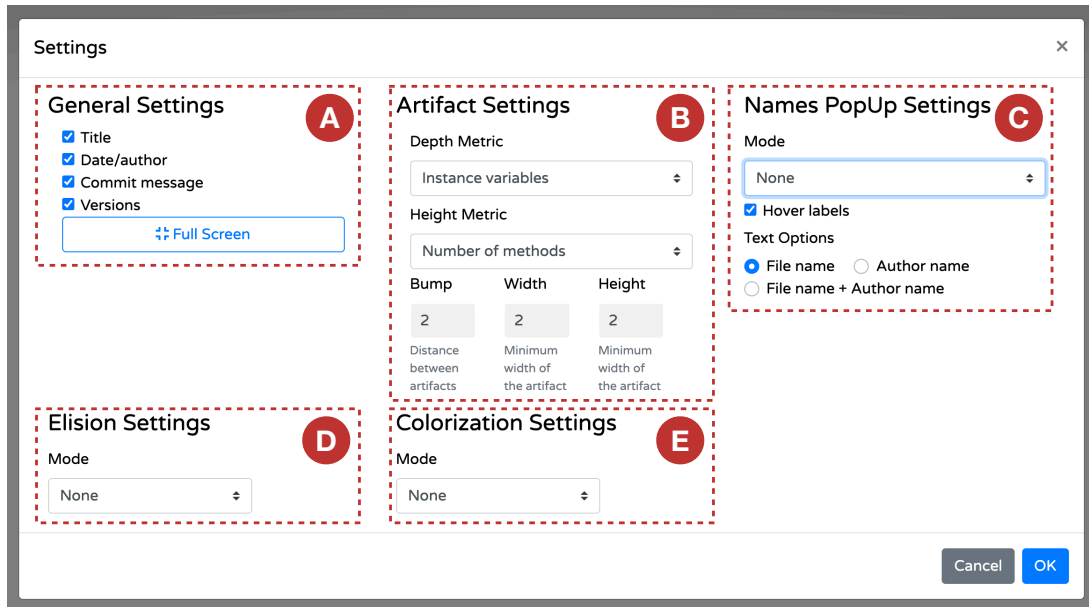 Settings
×
General Settings
A
Title
Date/author
Commit message
Versions
Full Screen
Artifact Settings
B
Depth Metric
Instance variables
Height Metric
Number of methods
Bump Width Height
2 2 2
Distance Minimum Minimum
between width of width of
artifacts the artifact the artifact
Names PopUp Settings
C
Mode
None
Hover labels
Text Options
File name Author name
File name + Author name
Elision Settings
D
Mode
None
Colorization Settings
E
Mode
None
Cancel OK